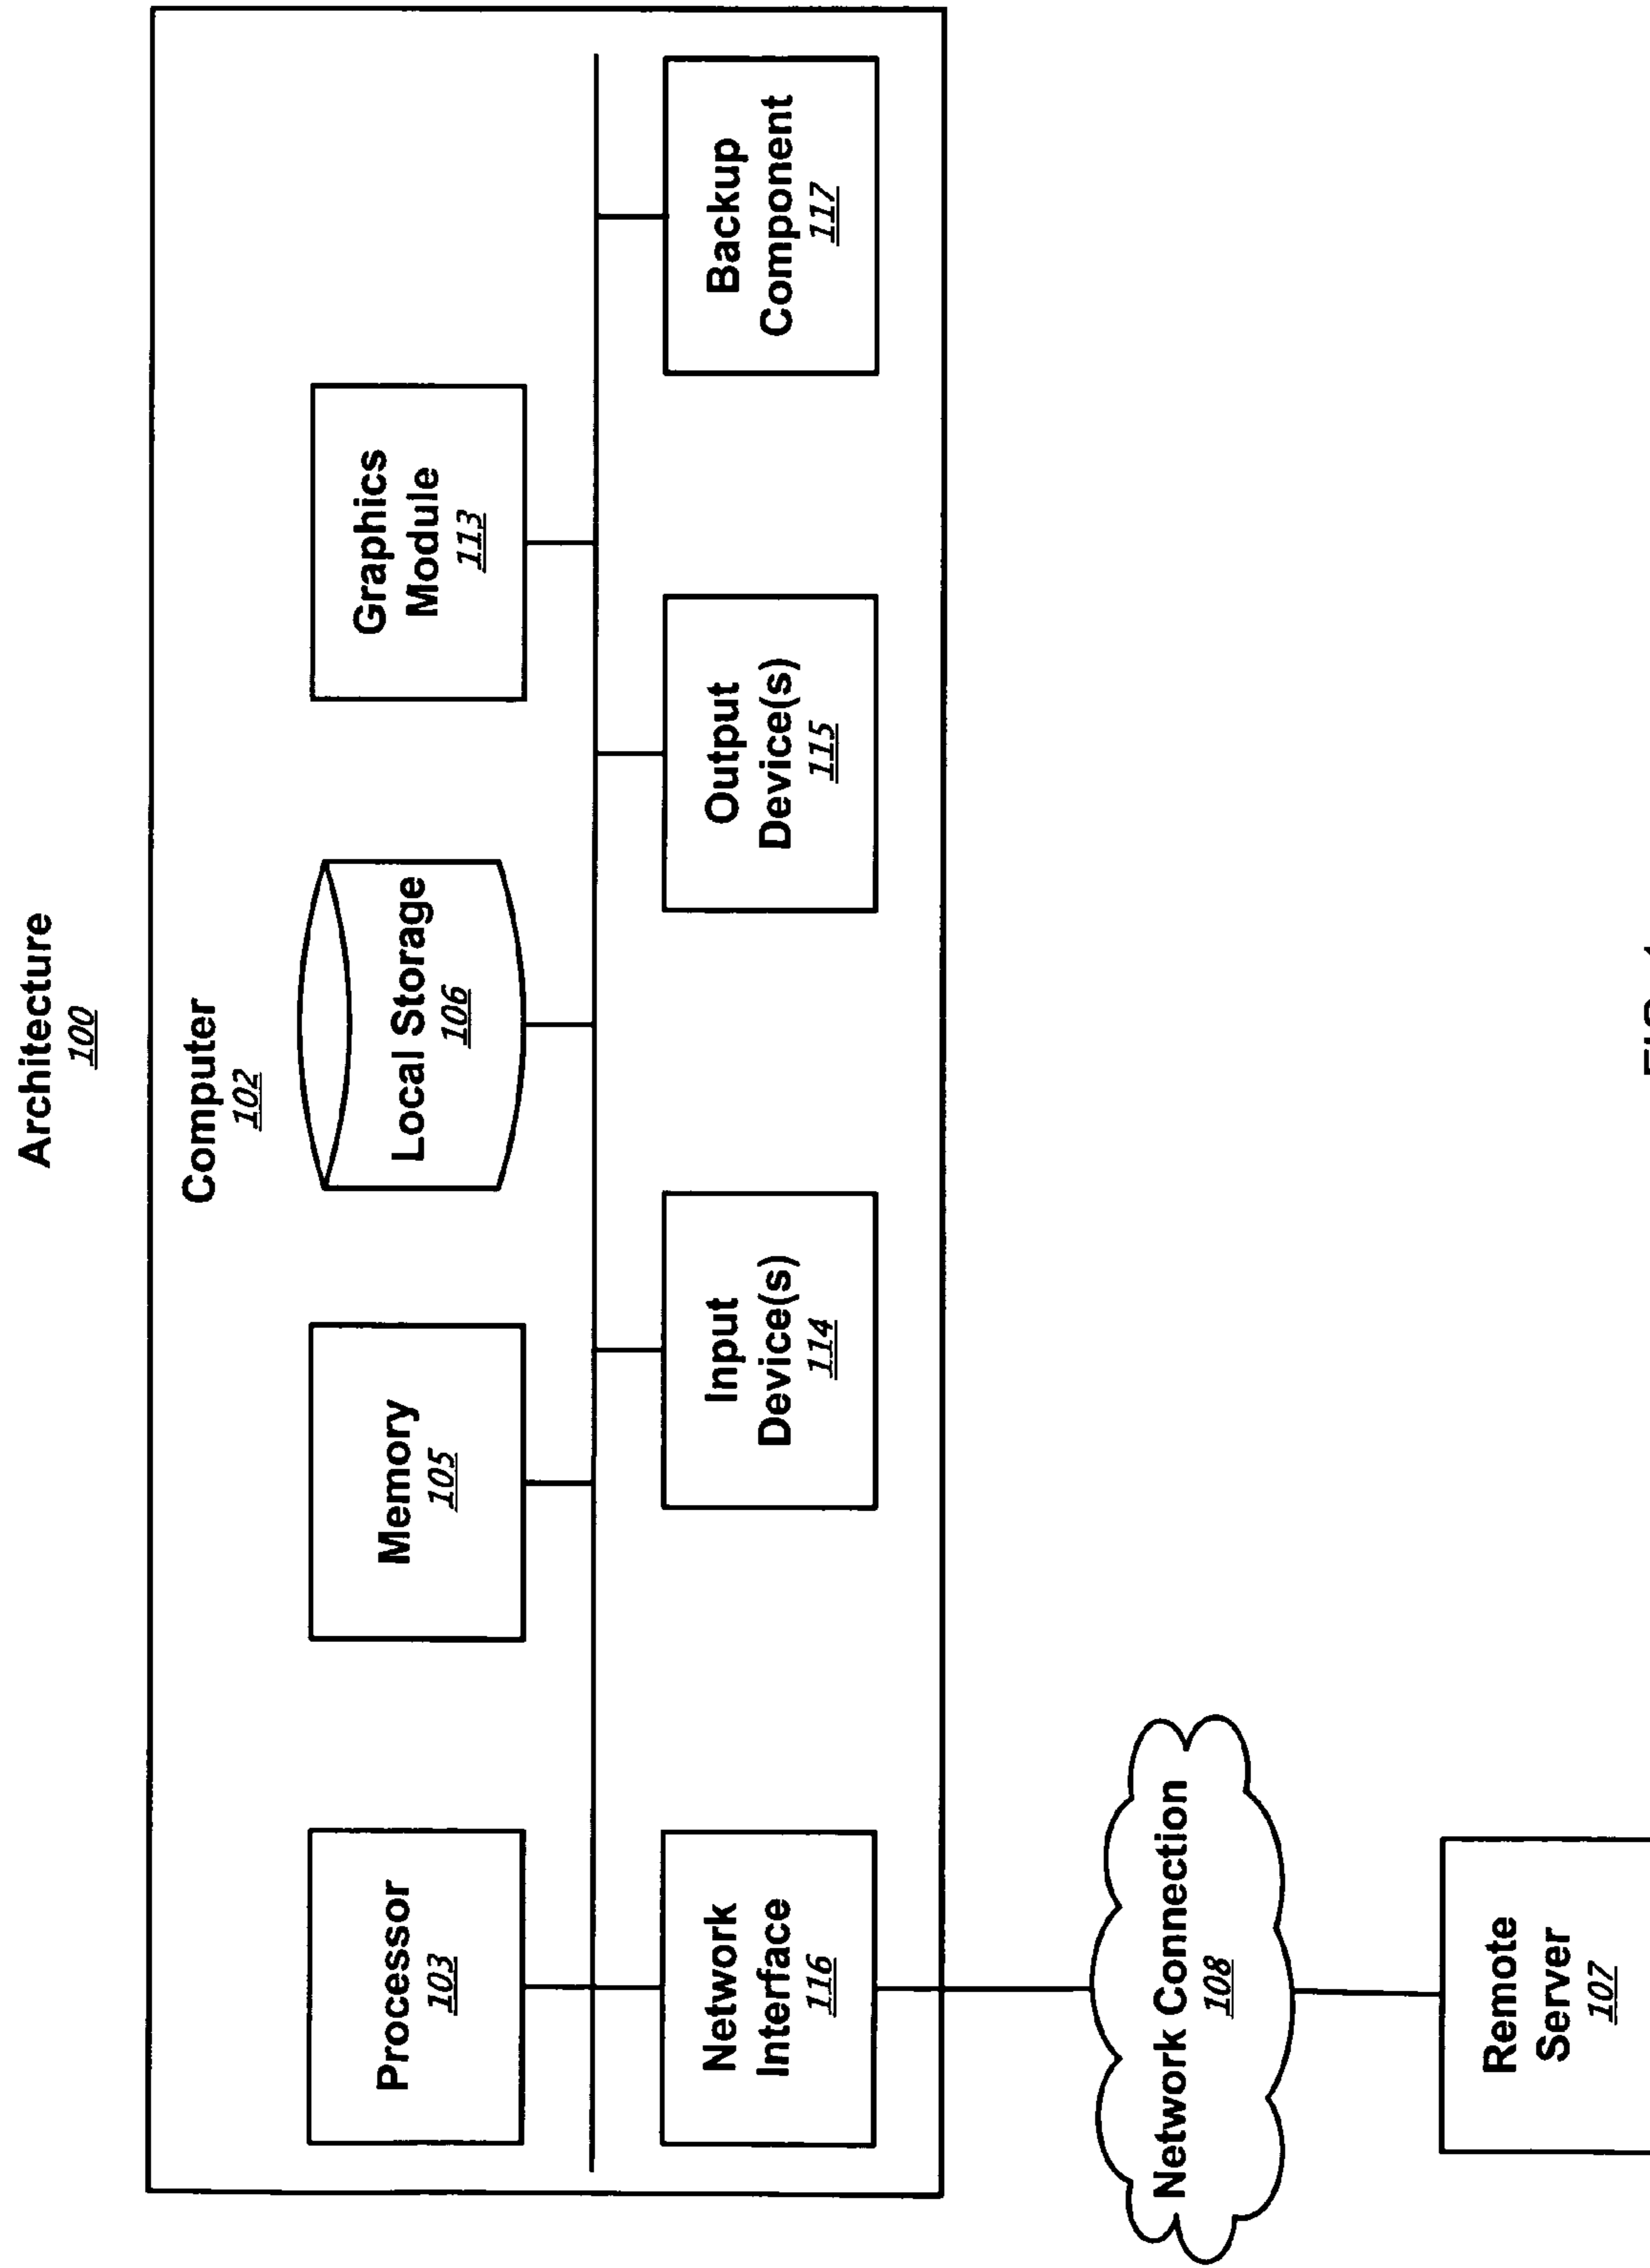 Architecture
100
Computer
102
Processor
103
Memory
105
Local Storage
106
Graphics
Module
113
Network
Interface
116
Input
Device(s)
114
Output
Device(s)
115
Backup
Component
117
Network Connection
108
Remote
Server
107